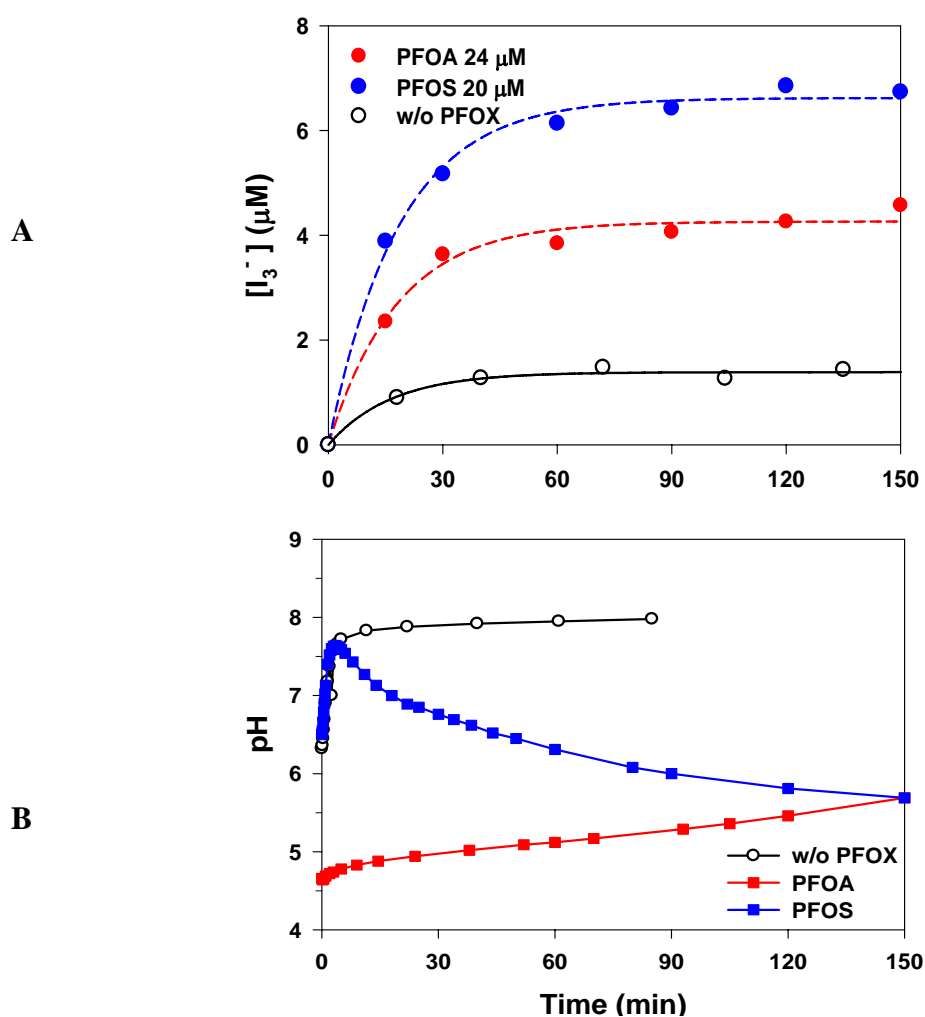 A
8
6
4
2
0
[I₃⁻] (μM)
PFOA 24 μM
PFOS 20 μM
w/o PFOX
0 30 60 90 120 150
B
9
8
7
6
5
4
pH
w/o PFOX
PFOA
PFOS
0 30 60 90 120 150
Time (min)